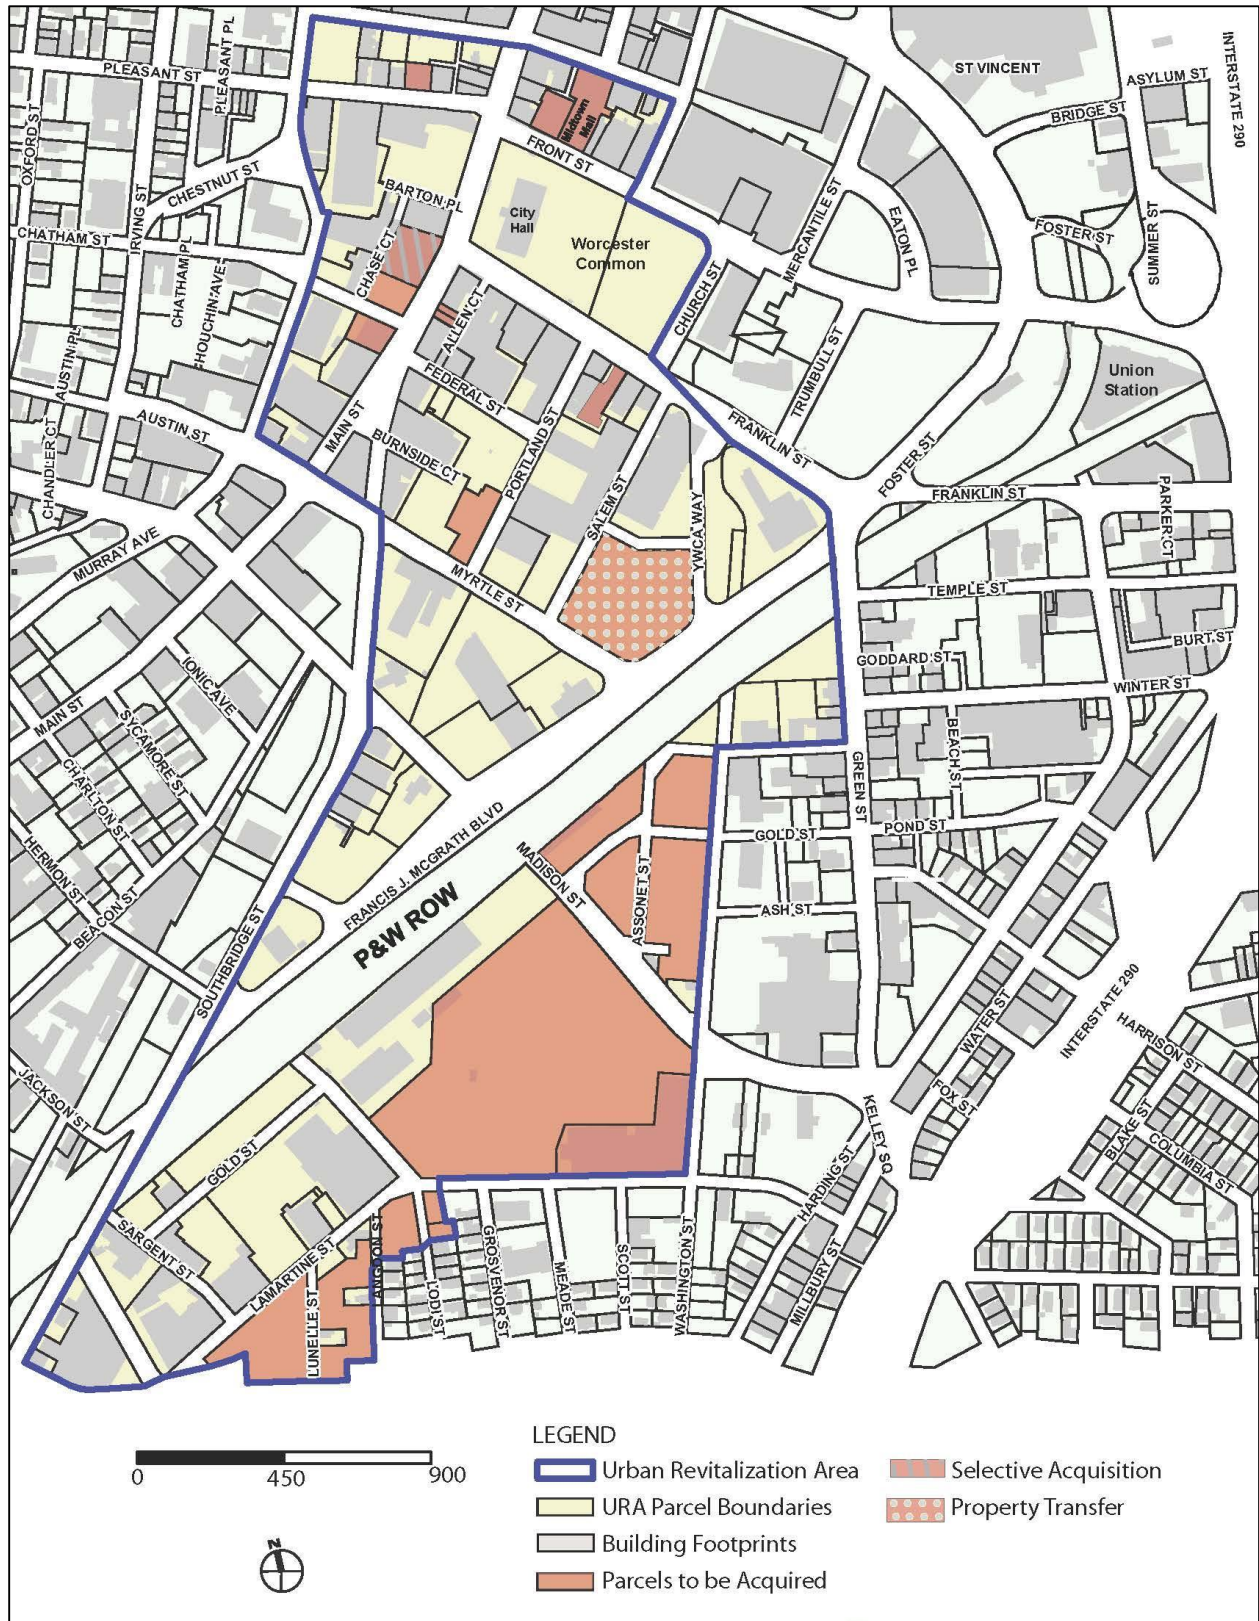 PLEASANT ST
PLEASANT PL
OXFORD ST
IRVING ST
CHESTNUT ST
CHATHAM ST
CHATHAM PL
HOUCHIN AVE
AUSTIN PL
AUSTIN ST
CHANDLER CT
MURRAY AVE
BARTON PL
CHASE CT
City
Hall
Worcester
Common
Midtown
Mall
FRONT ST
ST VINCENT
ASYLUM ST
BRIDGE ST
INTERSTATE 290
MERCANTILE ST
EATON PL
FOSTER ST
SUMMER ST
CHURCH ST
TRUMBULL ST
Union
Station
ALLEN CT
FEDERAL ST
MAIN ST
BURNSIDE CT
PORTLAND ST
SALEM ST
YWCA WAY
FRANKLIN ST
FOSTER ST
FRANKLIN ST
PARKER CT
MYRTLE ST
TEMPLE ST
BURT ST
GODDARD ST
WINTER ST
BEACH ST
IONIC AVE
MAIN ST
SYCAMORE ST
CHARLTON ST
HERMON ST
BEACON ST
SOUTHBRIDGE ST
FRANCIS J. MCGRATH BLVD
P&W ROW
MADISON ST
ASSONET ST
GREEN ST
GOLD ST
POND ST
ASH ST
WATER ST
INTERSTATE 290
HARRISON ST
FOX ST
KELLEY SQ
BLAKE ST
COLUMBIA ST
JACKSON ST
GOLD ST
SARGENT ST
LAMARTINE ST
LUNELLE ST
LANGDON ST
LODI ST
GROSVENOR ST
MEADE ST
SCOTT ST
WASHINGTON ST
HARDING ST
MILLBURY ST
0 450 900
N
LEGEND
Urban Revitalization Area
URA Parcel Boundaries
Building Footprints
Parcels to be Acquired
Selective Acquisition
Property Transfer